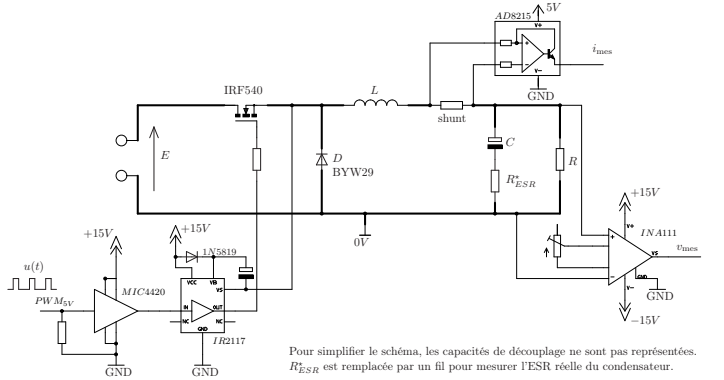 AD8215
5V
V+
+
−
V−
GND
i_mes
IRF540
L
shunt
E
D
BYW29
C
R*_ESR
R
0V
+15V
V+
INA111
+
−
VS
v_mes
GND
V−
−15V
GND
+15V
u(t)
PWM_5V
MIC4420
GND
+15V
1N5819
VCC
VB
VS
IN
OUT
NC
NC
GND
IR2117
GND
Pour simplifier le schéma, les capacités de découplage ne sont pas représentées.
R*_ESR est remplacée par un fil pour mesurer l'ESR réelle du condensateur.